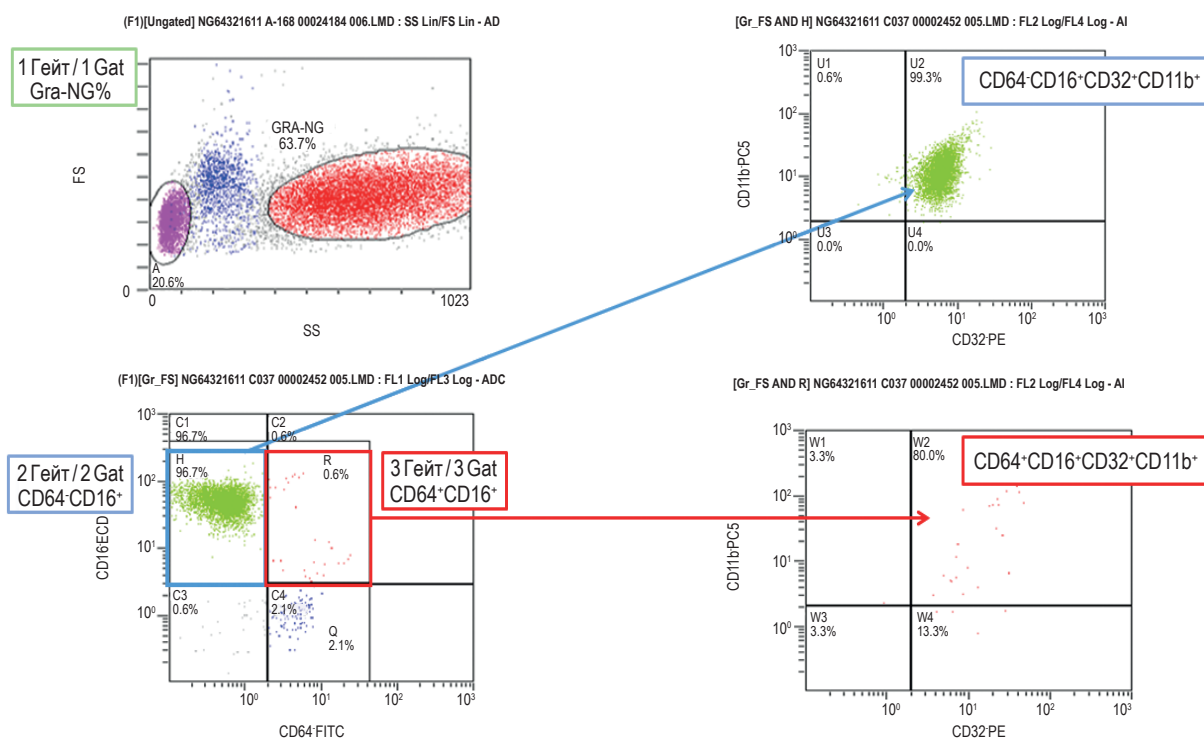 (F1)[Ungated] NG64321611 A-168 00024184 006.LMD : SS Lin/FS Lin - AD
1 Гейт / 1 Gat
Gra-NG%
GRA-NG
63.7%
FS
A
20.6%
0
0
1023
SS
[Gr_FS AND H] NG64321611 C037 00002452 005.LMD : FL2 Log/FL4 Log - AI
CD64⁻CD16⁺CD32⁺CD11b⁺
U1
0.6%
U2
99.3%
U3
0.0%
U4
0.0%
10³
10²
10¹
10⁰
CD11b⁻PC5
10⁰
10¹
10²
10³
CD32⁻PE
(F1)[Gr_FS] NG64321611 C037 00002452 005.LMD : FL1 Log/FL3 Log - ADC
2 Гейт / 2 Gat
CD64⁻CD16⁺
C1
96.7%
C2
0.6%
H
96.7%
R
0.6%
3 Гейт / 3 Gat
CD64⁺CD16⁺
C3
0.6%
C4
2.1%
Q
2.1%
10³
10²
10¹
10⁰
CD16⁻ECD
10⁰
10¹
10²
10³
CD64⁻FITC
[Gr_FS AND R] NG64321611 C037 00002452 005.LMD : FL2 Log/FL4 Log - AI
CD64⁺CD16⁺CD32⁺CD11b⁺
W1
3.3%
W2
80.0%
W3
3.3%
W4
13.3%
10³
10²
10¹
10⁰
CD11b⁻PC5
10⁰
10¹
10²
10³
CD32⁻PE